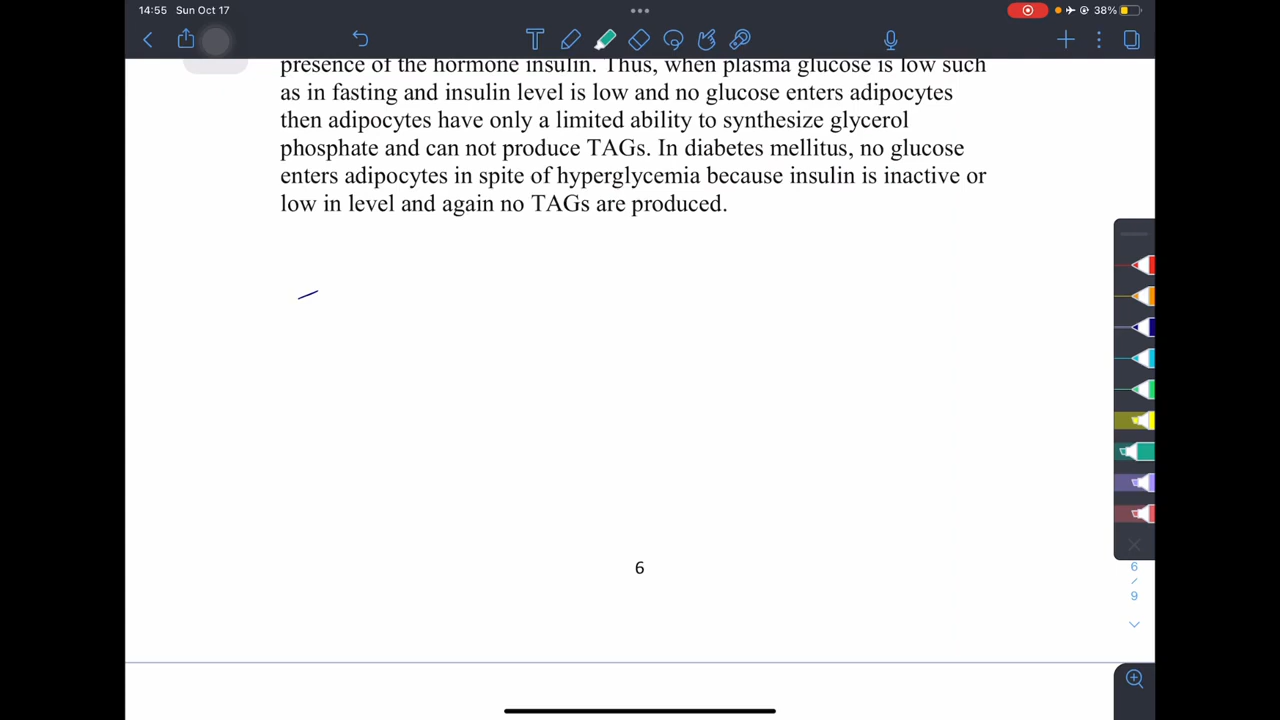 14:55 Sun Oct 17
38%
presence of the hormone insulin. Thus, when plasma glucose is low such
as in fasting and insulin level is low and no glucose enters adipocytes
then adipocytes have only a limited ability to synthesize glycerol
phosphate and can not produce TAGs. In diabetes mellitus, no glucose
enters adipocytes in spite of hyperglycemia because insulin is inactive or
low in level and again no TAGs are produced.
6
6
/
9